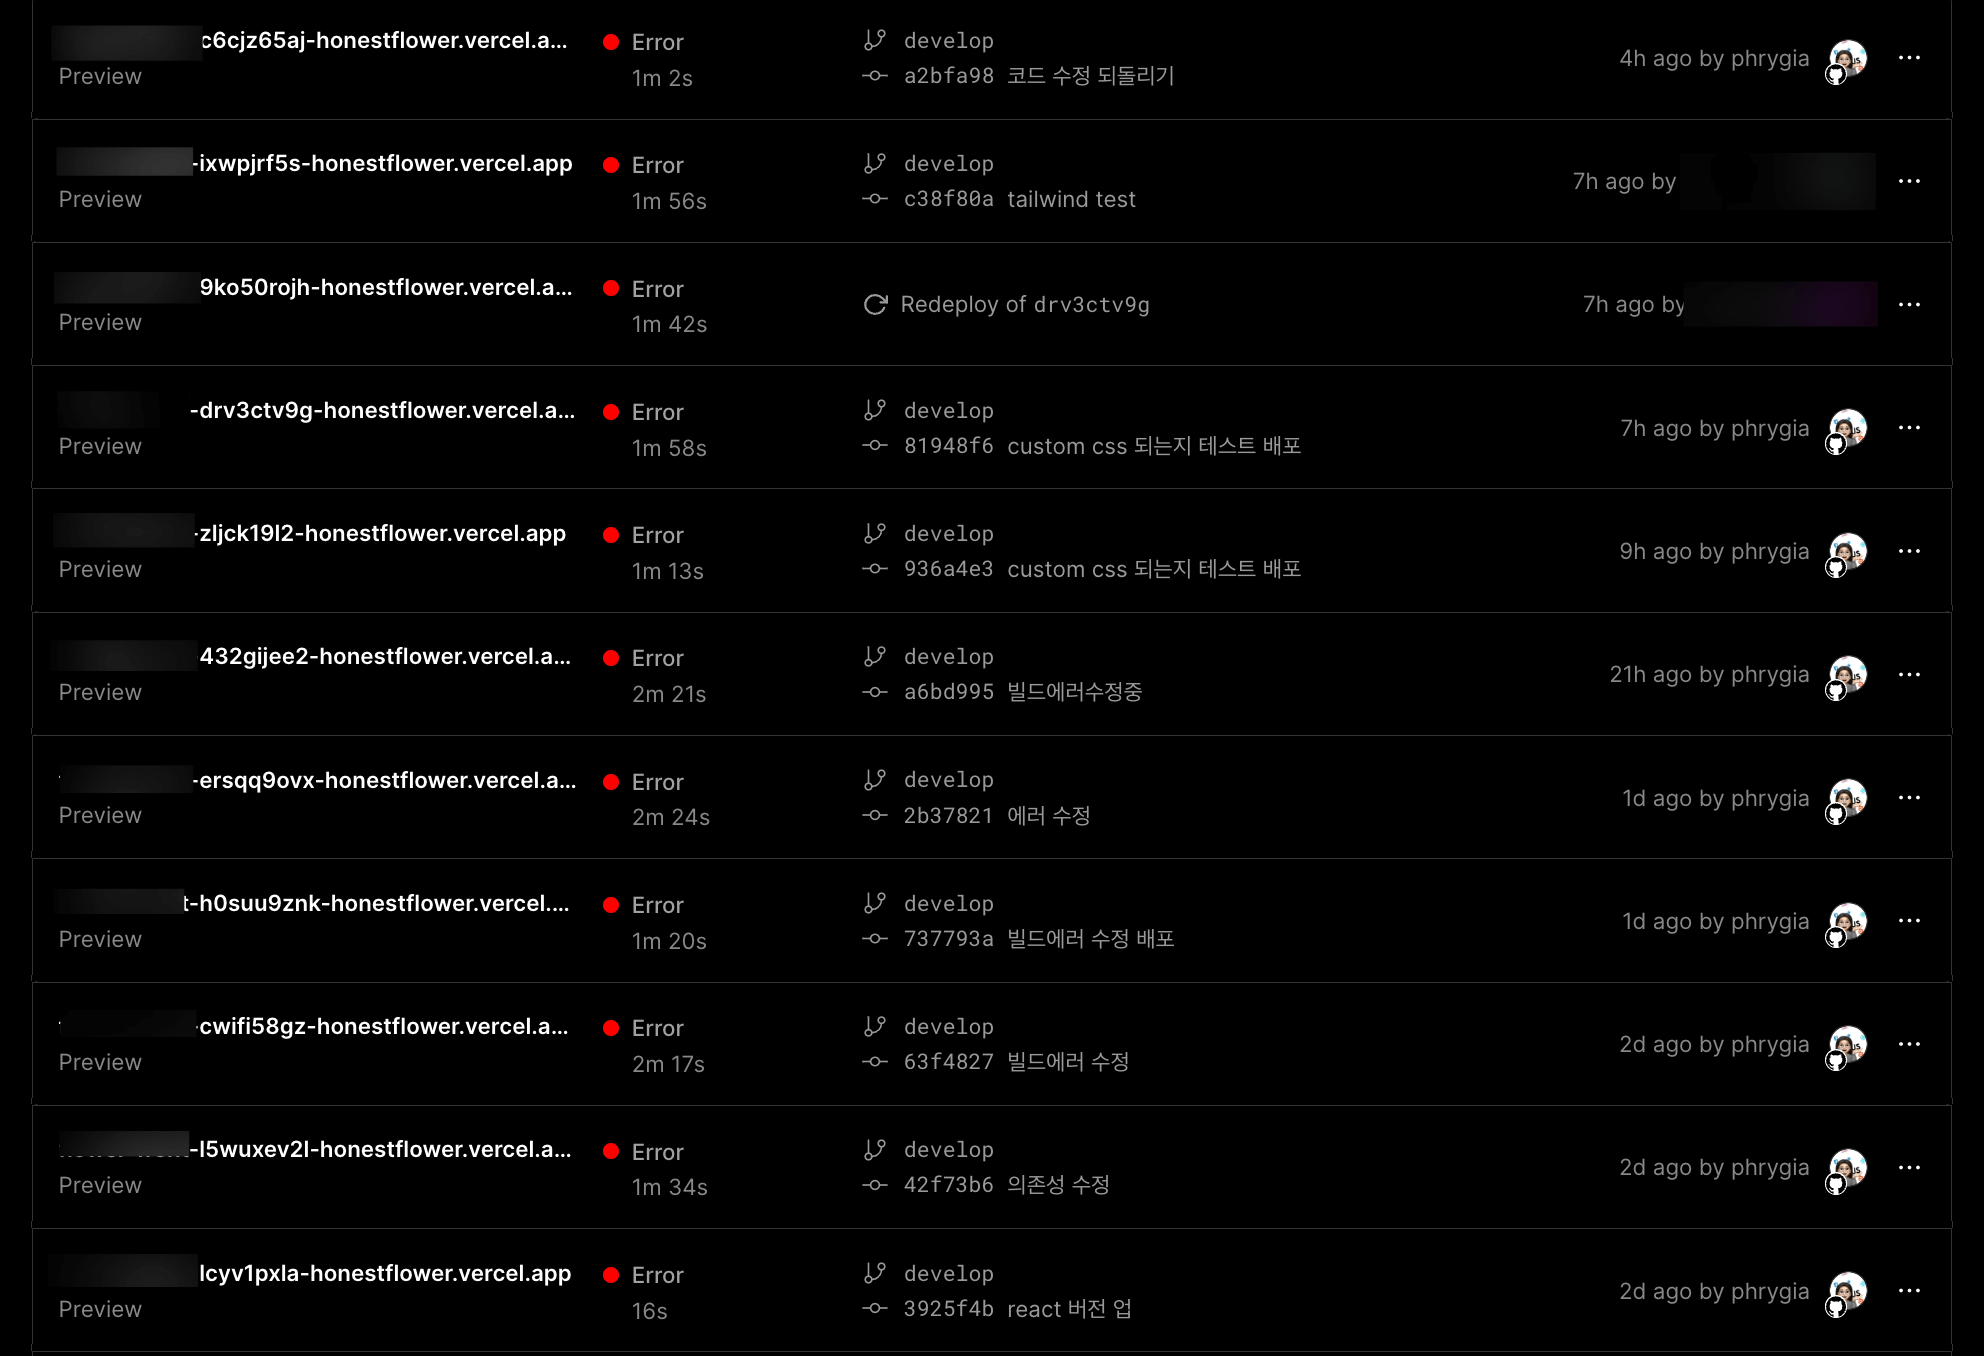 c6cjz65aj-honestflower.vercel.a...
Error
develop
4h ago by phrygia
Preview
1m 2s
a2bfa98 코드 수정 되돌리기
-ixwpjrf5s-honestflower.vercel.app
Error
develop
7h ago by
Preview
1m 56s
c38f80a tailwind test
9ko50rojh-honestflower.vercel.a...
Error
Redeploy of drv3ctv9g
7h ago by
Preview
1m 42s
-drv3ctv9g-honestflower.vercel.a...
Error
develop
7h ago by phrygia
Preview
1m 58s
81948f6 custom css 되는지 테스트 배포
-zljck19l2-honestflower.vercel.app
Error
develop
9h ago by phrygia
Preview
1m 13s
936a4e3 custom css 되는지 테스트 배포
432gijee2-honestflower.vercel.a...
Error
develop
21h ago by phrygia
Preview
2m 21s
a6bd995 빌드에러수정중
-ersqq9ovx-honestflower.vercel.a...
Error
develop
1d ago by phrygia
Preview
2m 24s
2b37821 에러 수정
t-h0suu9znk-honestflower.vercel....
Error
develop
1d ago by phrygia
Preview
1m 20s
737793a 빌드에러 수정 배포
-cwifi58gz-honestflower.vercel.a...
Error
develop
2d ago by phrygia
Preview
2m 17s
63f4827 빌드에러 수정
-l5wuxev2l-honestflower.vercel.a...
Error
develop
2d ago by phrygia
Preview
1m 34s
42f73b6 의존성 수정
lcyv1pxla-honestflower.vercel.app
Error
develop
2d ago by phrygia
Preview
16s
3925f4b react 버전 업